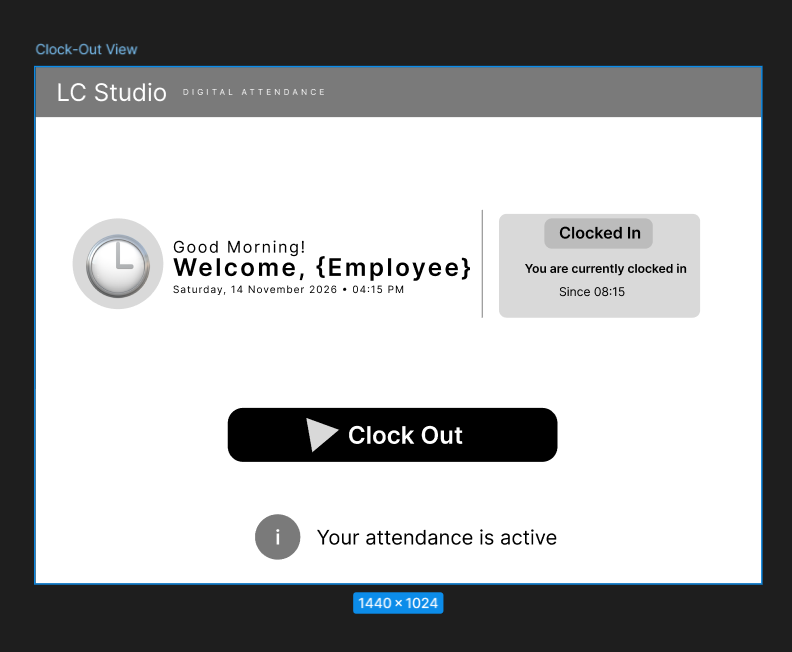 Clock-Out View
LC Studio DIGITAL ATTENDANCE
Good Morning!
Welcome, {Employee}
Saturday, 14 November 2026 • 04:15 PM
Clocked In
You are currently clocked in
Since 08:15
Clock Out
i Your attendance is active
1440 × 1024